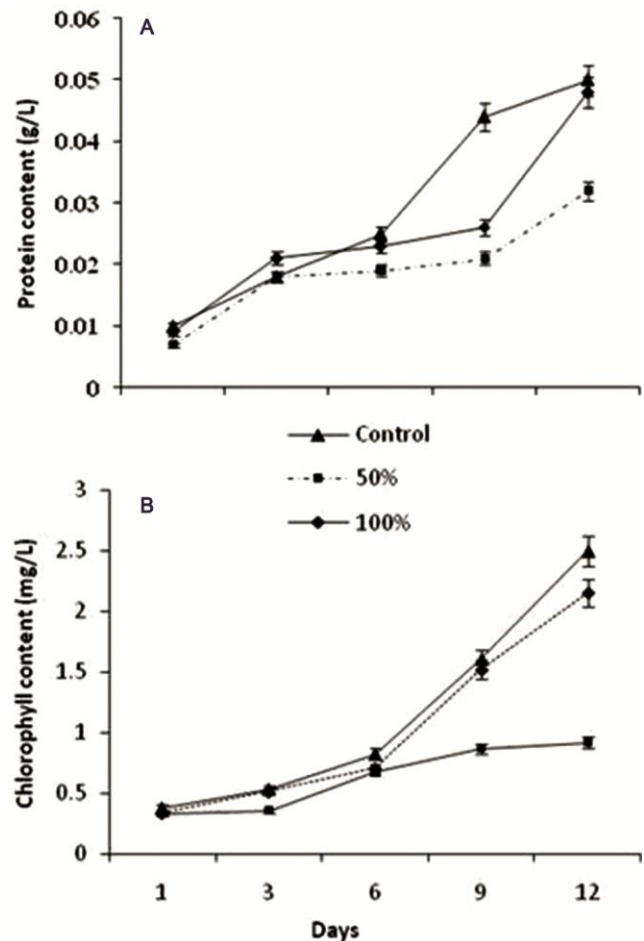 A
0.06
0.05
0.04
0.03
0.02
0.01
0
Protein content (g/L)
Control
50%
100%
B
3
2.5
2
1.5
1
0.5
0
Chlorophyll content (mg/L)
1 3 6 9 12
Days